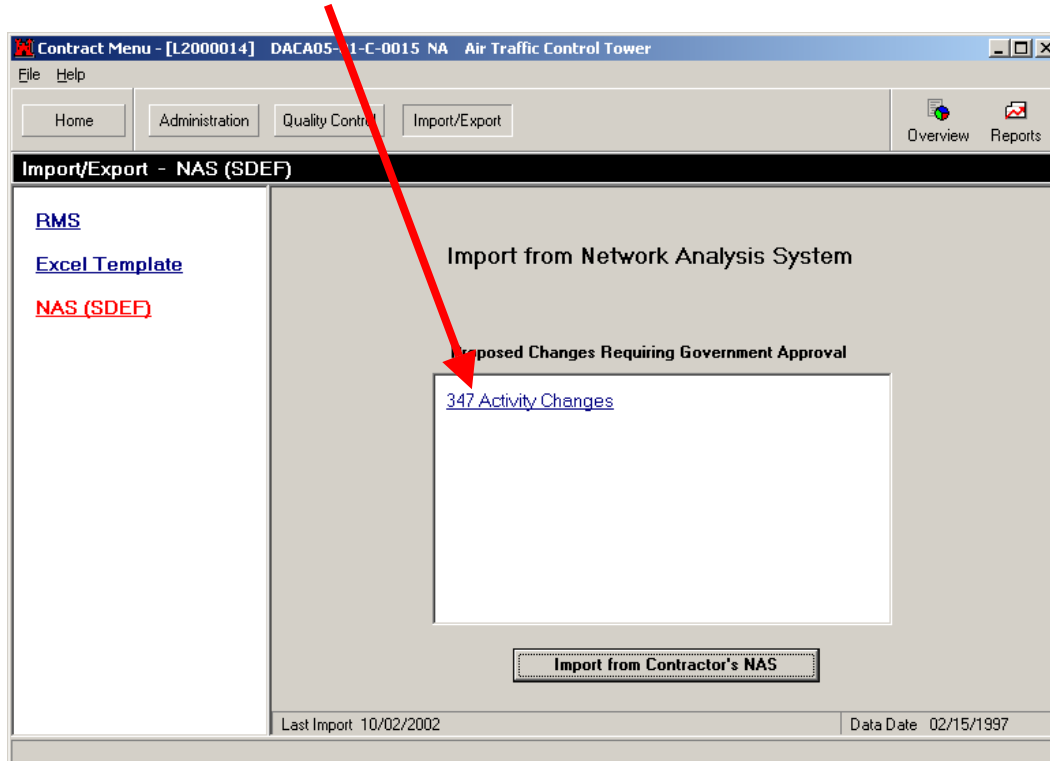 Contract Menu - [L2000014] DACA05- 1-C-0015 NA Air Traffic Control Tower
File Help
Home Administration Quality Control Import/Export Overview Reports
Import/Export - NAS (SDEF)
RMS
Excel Template
NAS (SDEF)
Import from Network Analysis System
Proposed Changes Requiring Government Approval
347 Activity Changes
Import from Contractor's NAS
Last Import 10/02/2002 Data Date 02/15/1997